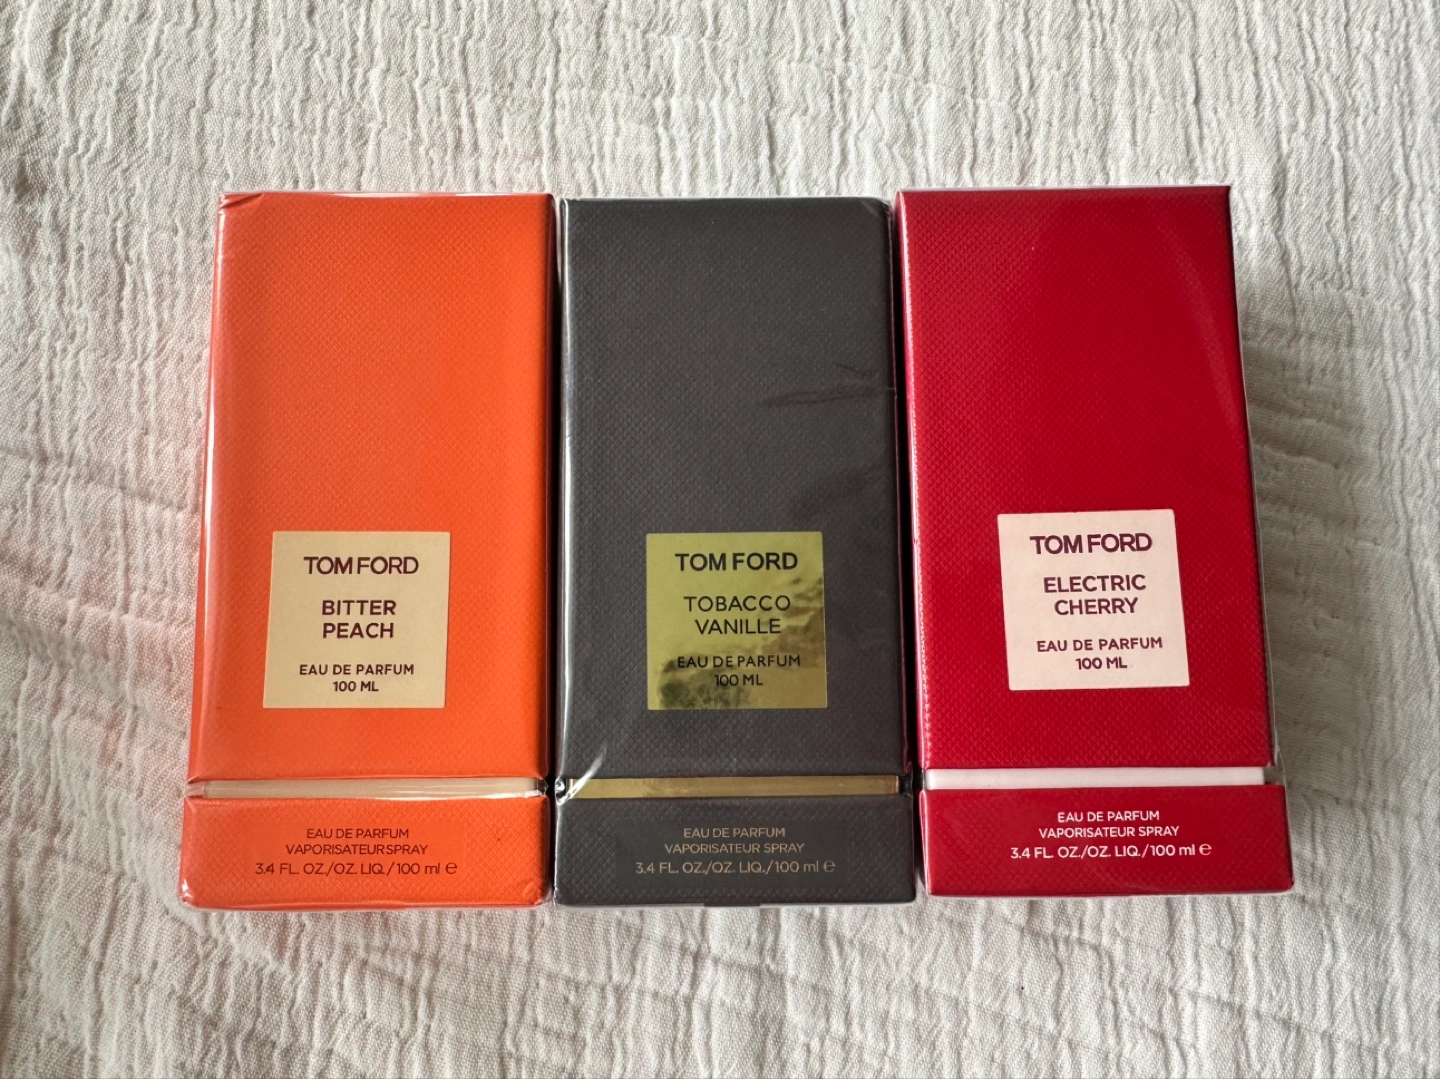 TOM FORD
BITTER
PEACH
EAU DE PARFUM
100 ML
EAU DE PARFUM
VAPORISATEUR SPRAY
3.4 FL. OZ./OZ. LIQ./100 ml ℮
TOM FORD
TOBACCO
VANILLE
EAU DE PARFUM
100 ML
EAU DE PARFUM
VAPORISATEUR SPRAY
3.4 FL. OZ./OZ. LIQ./100 ml ℮
TOM FORD
ELECTRIC
CHERRY
EAU DE PARFUM
100 ML
EAU DE PARFUM
VAPORISATEUR SPRAY
3.4 FL. OZ./OZ. LIQ./100 ml ℮